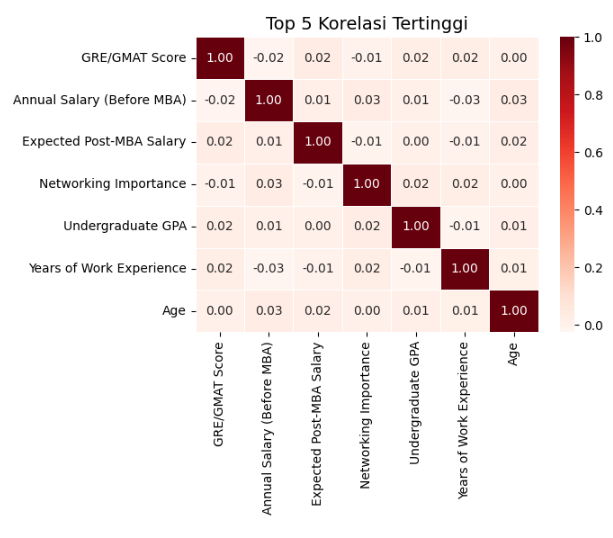 Top 5 Korelasi Tertinggi
GRE/GMAT Score 1.00 -0.02 0.02 -0.01 0.02 0.02 0.00
Annual Salary (Before MBA) -0.02 1.00 0.01 0.03 0.01 -0.03 0.03
Expected Post-MBA Salary 0.02 0.01 1.00 -0.01 0.00 -0.01 0.02
Networking Importance -0.01 0.03 -0.01 1.00 0.02 0.02 0.00
Undergraduate GPA 0.02 0.01 0.00 0.02 1.00 -0.01 0.01
Years of Work Experience 0.02 -0.03 -0.01 0.02 -0.01 1.00 0.01
Age 0.00 0.03 0.02 0.00 0.01 0.01 1.00
GRE/GMAT Score
Annual Salary (Before MBA)
Expected Post-MBA Salary
Networking Importance
Undergraduate GPA
Years of Work Experience
Age
1.0
0.8
0.6
0.4
0.2
0.0